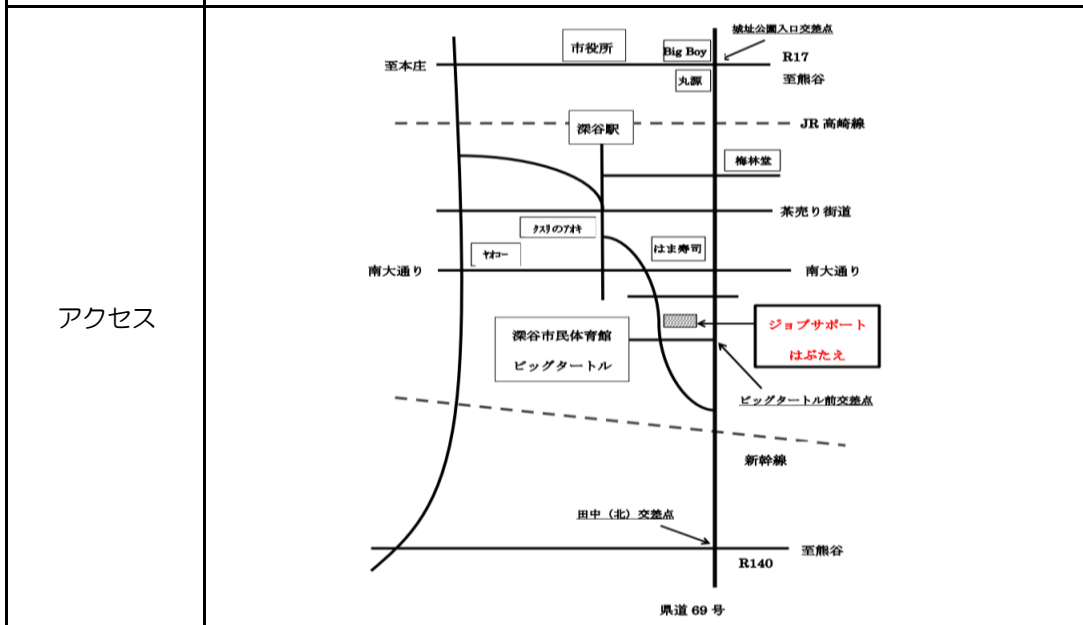 アクセス
城址公園入口交差点
市役所
Big Boy
R17
至本庄
丸源
至熊谷
深谷駅
JR 高崎線
梅林堂
茶売り街道
クスリのアオキ
ヤオコー
はま寿司
南大通り
南大通り
深谷市民体育館
ビッグタートル
ジョブサポート
はぶたえ
ビッグタートル前交差点
新幹線
田中（北）交差点
至熊谷
R140
県道 69 号